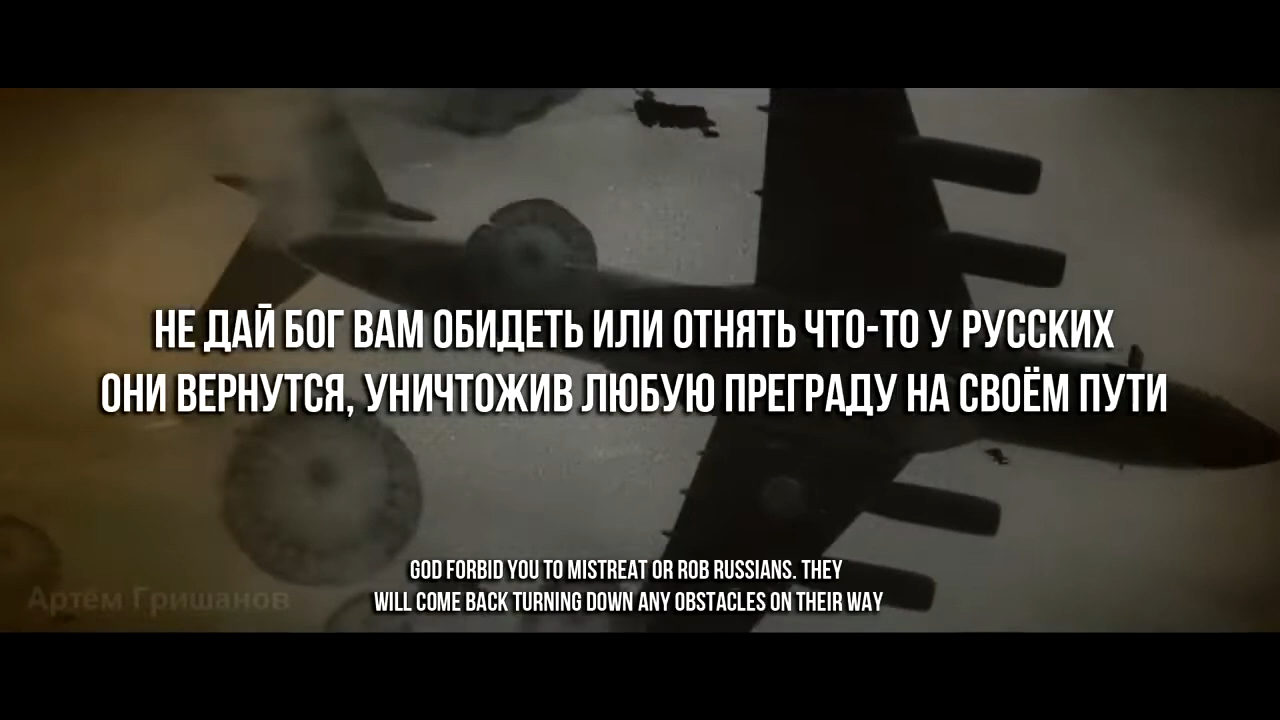 НЕ ДАЙ БОГ ВАМ ОБИДЕТЬ ИЛИ ОТНЯТЬ ЧТО-ТО У РУССКИХ
ОНИ ВЕРНУТСЯ, УНИЧТОЖИВ ЛЮБУЮ ПРЕГРАДУ НА СВОЁМ ПУТИ
GOD FORBID YOU TO MISTREAT OR ROB RUSSIANS. THEY
WILL COME BACK TURNING DOWN ANY OBSTACLES ON THEIR WAY
Артём Гришанов